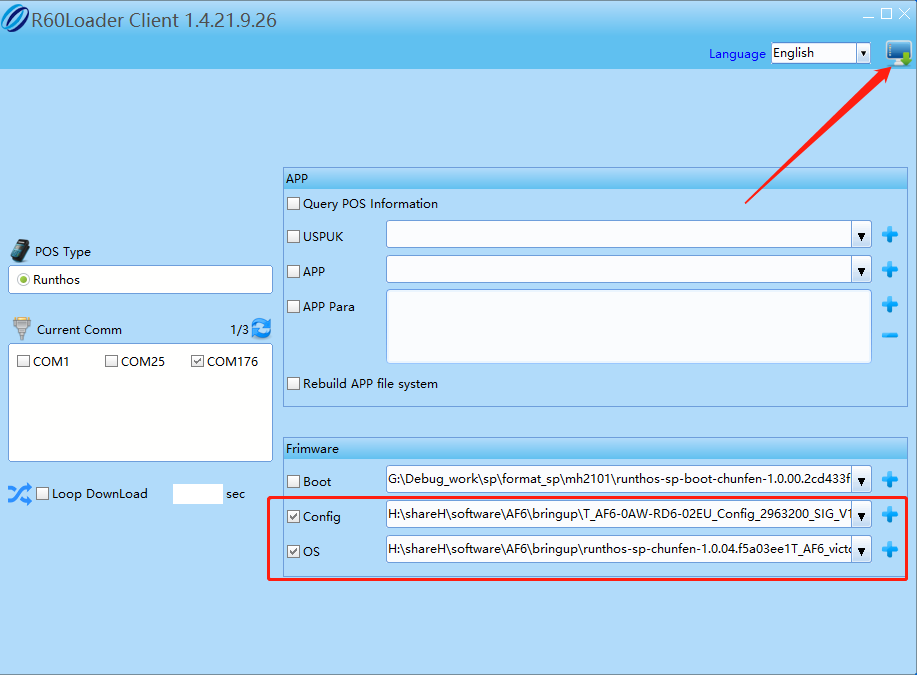 R60Loader Client 1.4.21.9.26
Language English
APP
Query POS Information
USPUK
APP
APP Para
Rebuild APP file system
POS Type
Runthos
Current Comm 1/3
COM1 COM25 COM176
Loop DownLoad sec
Frimware
Boot G:\Debug_work\sp\format_sp\mh2101\runthos-sp-boot-chunfen-1.0.00.2cd433f
Config H:\shareH\software\AF6\bringup\T_AF6-0AW-RD6-02EU_Config_2963200_SIG_V1
OS H:\shareH\software\AF6\bringup\runthos-sp-chunfen-1.0.04.f5a03ee1T_AF6_victo